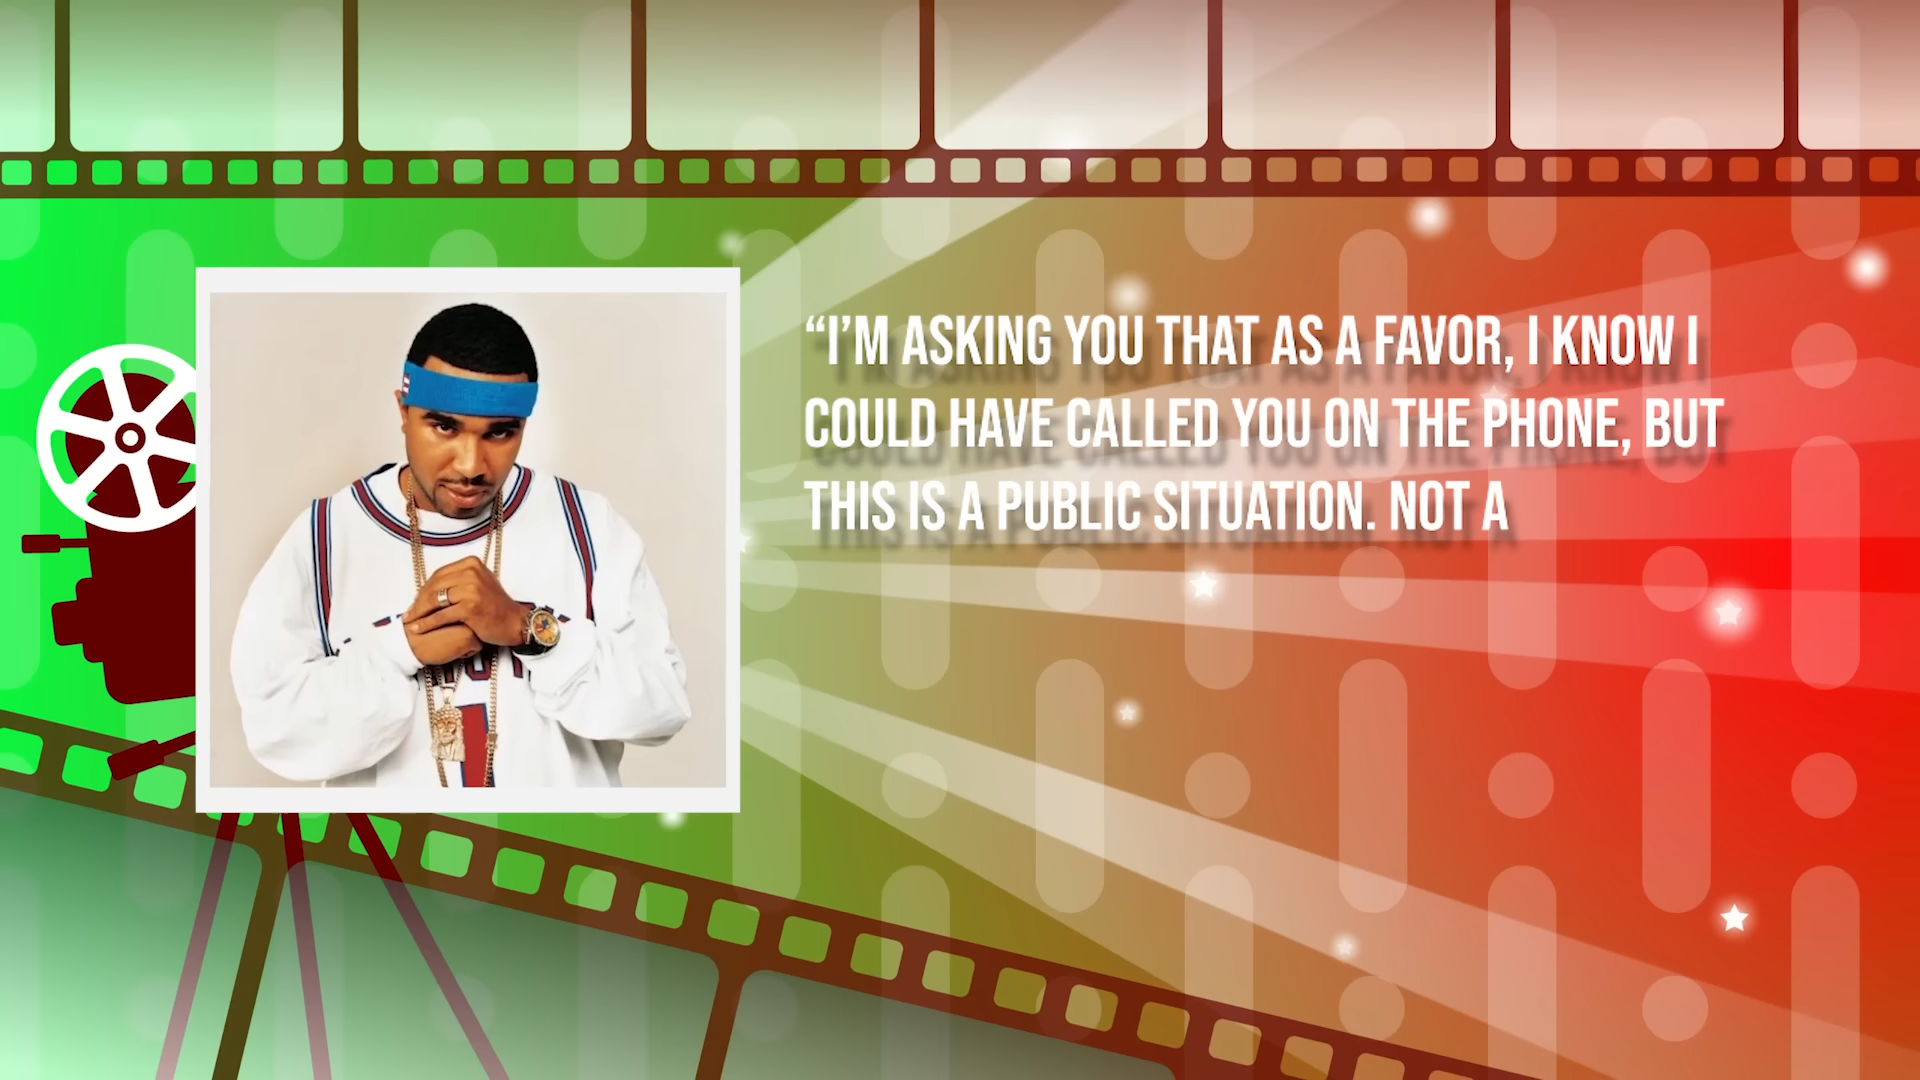 “I’M ASKING YOU THAT AS A FAVOR, I KNOW I
COULD HAVE CALLED YOU ON THE PHONE, BUT
THIS IS A PUBLIC SITUATION. NOT A